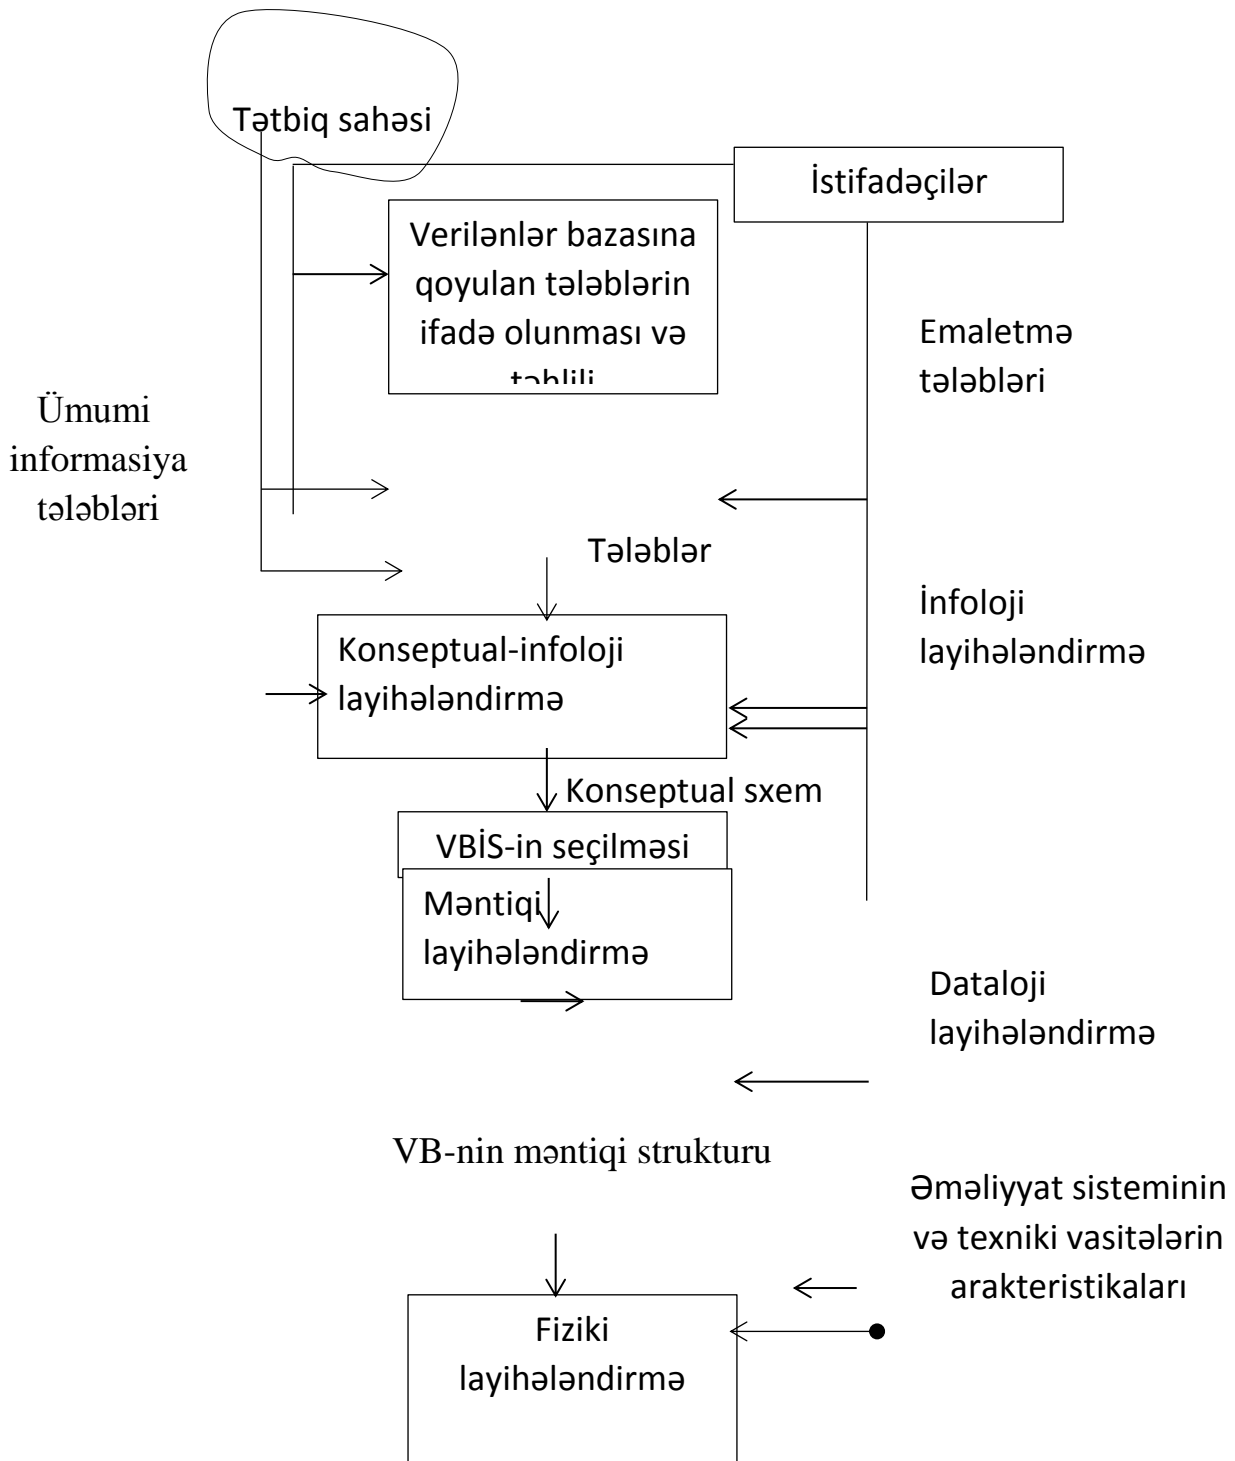 Tətbiq sahəsi
İstifadəçilər
Verilənlər bazasına
qoyulan tələblərin
ifadə olunması və
təhlili
Emaletmə
tələbləri
Ümumi
informasiya
tələbləri
Tələblər
İnfoloji
layihələndirmə
Konseptual-infoloji
layihələndirmə
Konseptual sxem
VBİS-in seçilməsi
Məntiqi
layihələndirmə
Dataloji
layihələndirmə
VB-nin məntiqi strukturu
Əməliyyat sisteminin
və texniki vasitələrin
arakteristikaları
Fiziki
layihələndirmə